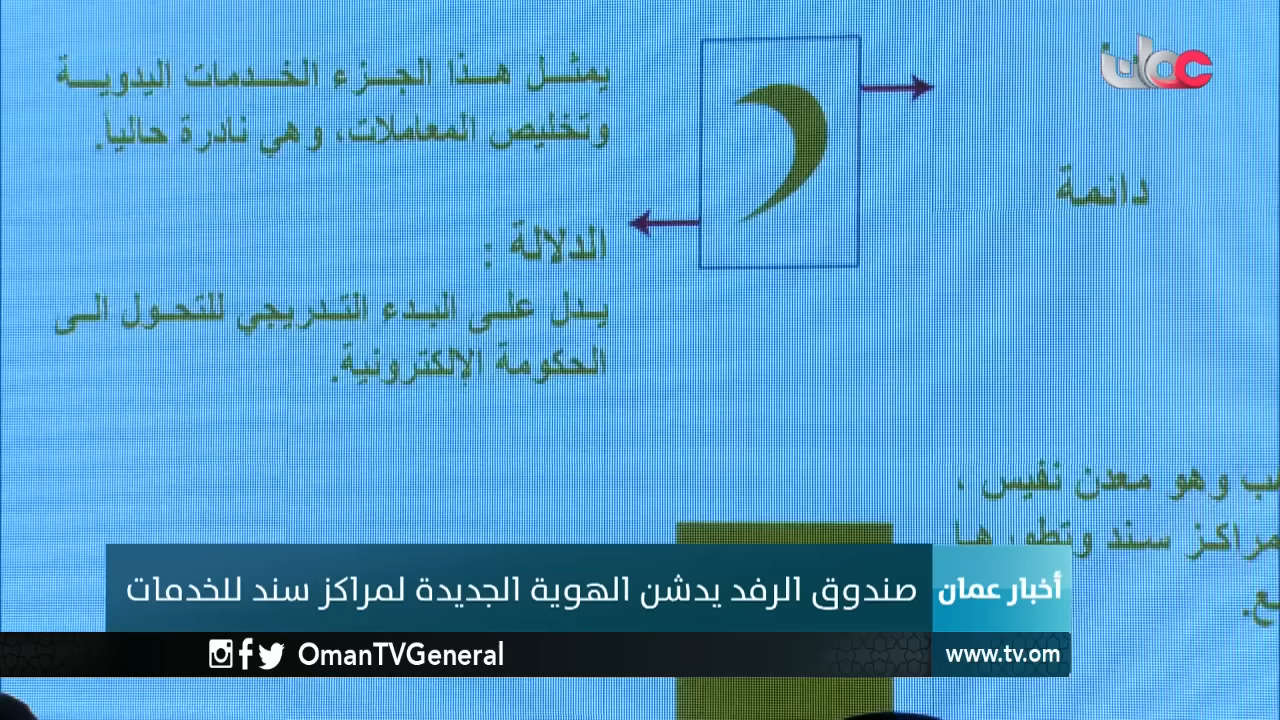 عمان
يمثل هذا الجزء الخدمات اليدوية
وتخليص المعاملات، وهي نادرة حالياً.
دائمة
الدلالة :
يدل على البدء التدريجي للتحول الى
الحكومة الإلكترونية.
وهو معدن نفيس ،
مراكز سند وتطورها
أخبار عمان
صندوق الرفد يدشن الهوية الجديدة لمراكز سند للخدمات
OmanTVGeneral
www.tv.om